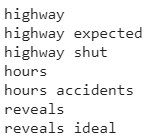 highway
highway expected
highway shut
hours
hours accidents
reveals
reveals ideal